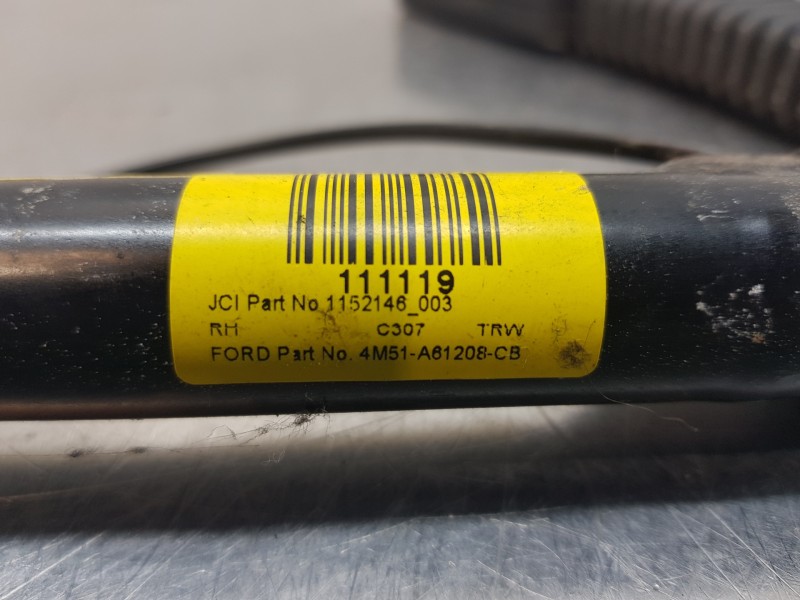 111119
JCI Part No 1152146_003
RH C307 TRW
FORD Part No. 4M51-A61208-CB